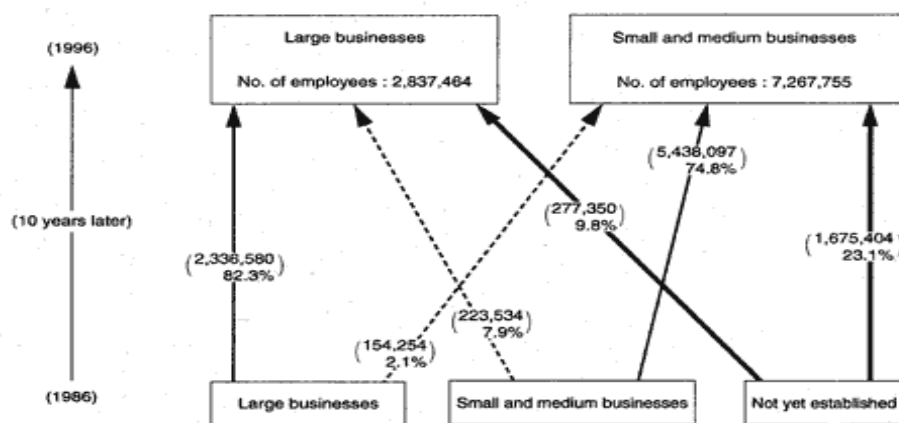 (1996)
Large businesses
No. of employees : 2,837,464
Small and medium businesses
No. of employees : 7,267,755
(10 years later)
(5,438,097
74.8%)
(277,350
9.8%)
(1,675,404
23.1%
(2,336,580
82.3%)
(223,534
7.9%)
(154,254
2.1%)
(1986)
Large businesses
Small and medium businesses
Not yet established